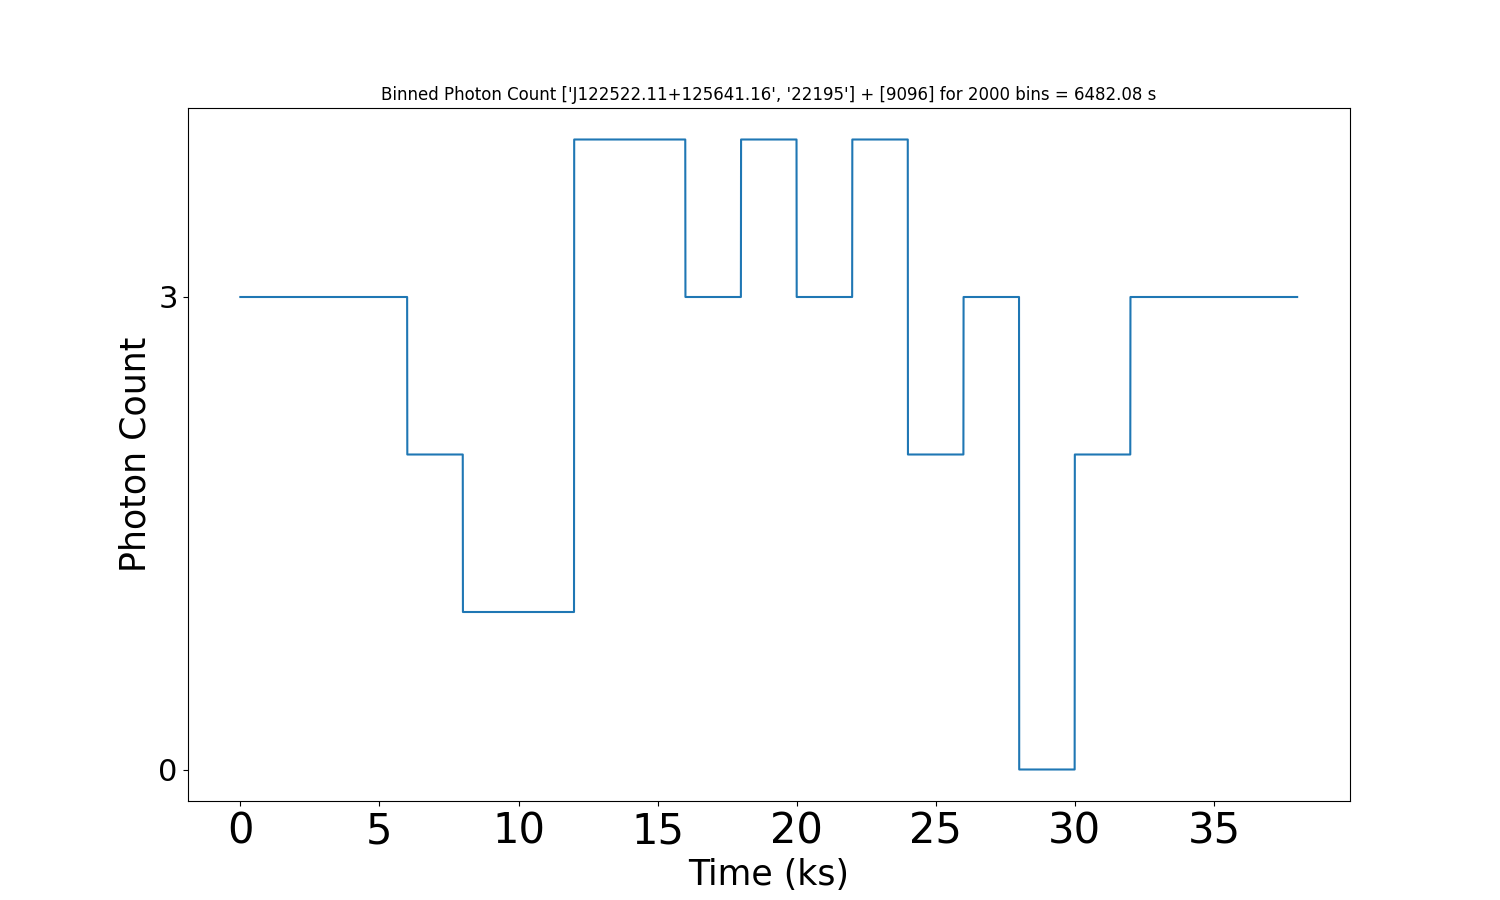 Binned Photon Count ['J122522.11+125641.16', '22195'] + [9096] for 2000 bins = 6482.08 s
3
0
Photon Count
0 5 10 15 20 25 30 35
Time (ks)